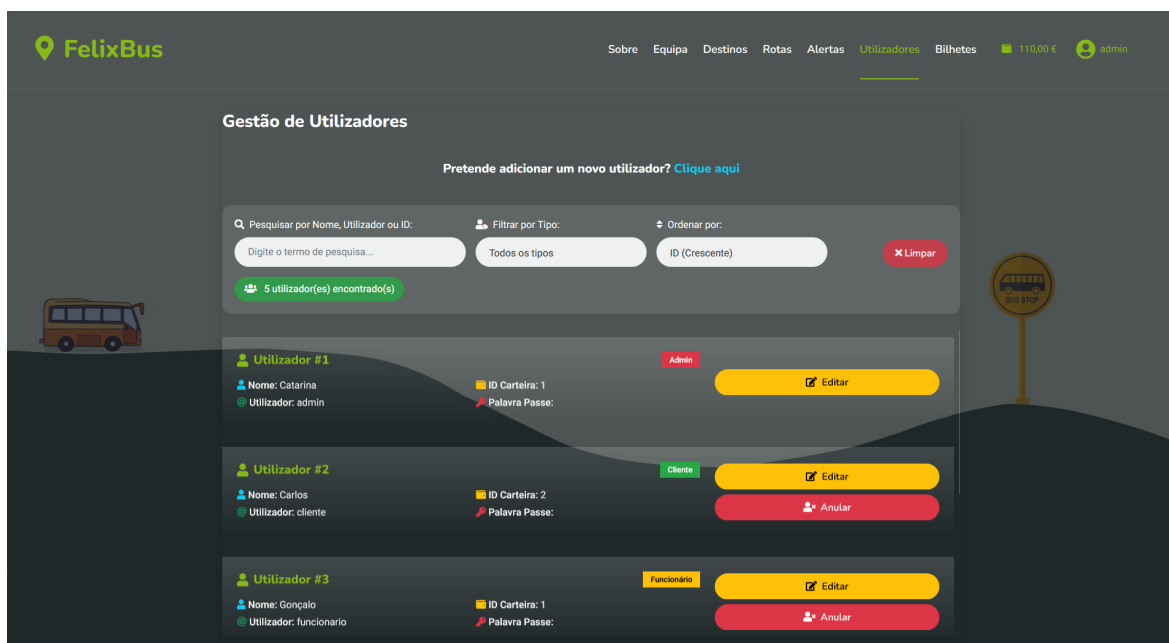 FelixBus
Sobre Equipa Destinos Rotas Alertas Utilizadores Bilhetes 110,00 € admin
Gestão de Utilizadores
Pretende adicionar um novo utilizador? Clique aqui
Pesquisar por Nome, Utilizador ou ID: Filtrar por Tipo: Ordenar por:
Digite o termo de pesquisa... Todos os tipos ID (Crescente) Limpar
5 utilizador(es) encontrado(s)
BUS STOP
Utilizador #1 Admin
Editar
Nome: Catarina ID Carteira: 1
Utilizador: admin Palavra Passe:
Utilizador #2 Cliente
Editar
Nome: Carlos ID Carteira: 2
Anular
Utilizador: cliente Palavra Passe:
Utilizador #3 Funcionário
Editar
Nome: Gonçalo ID Carteira: 1
Anular
Utilizador: funcionario Palavra Passe: